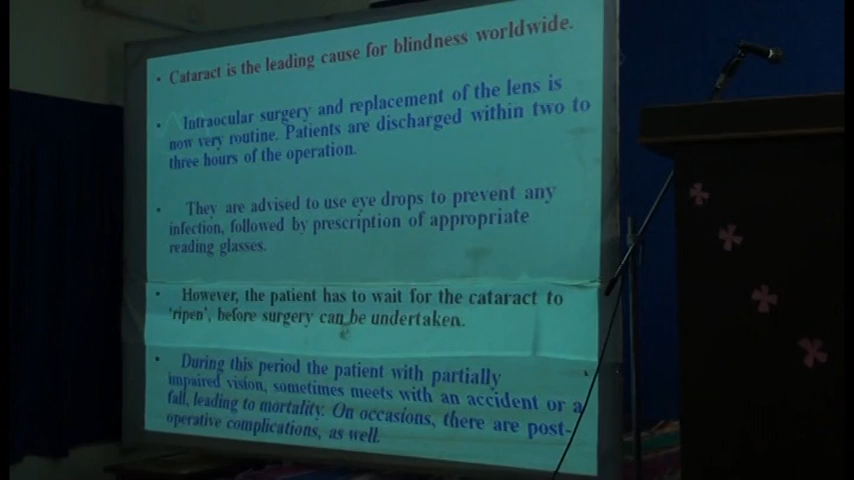 • Cataract is the leading cause for blindness worldwide.
• Intraocular surgery and replacement of the lens is
now very routine. Patients are discharged within two to
three hours of the operation.
• They are advised to use eye drops to prevent any
infection, followed by prescription of appropriate
reading glasses.
• However, the patient has to wait for the cataract to
'ripen', before surgery can be undertaken.
• During this period the patient with partially
impaired vision, sometimes meets with an accident or a
fall, leading to mortality. On occasions, there are post-
operative complications, as well.